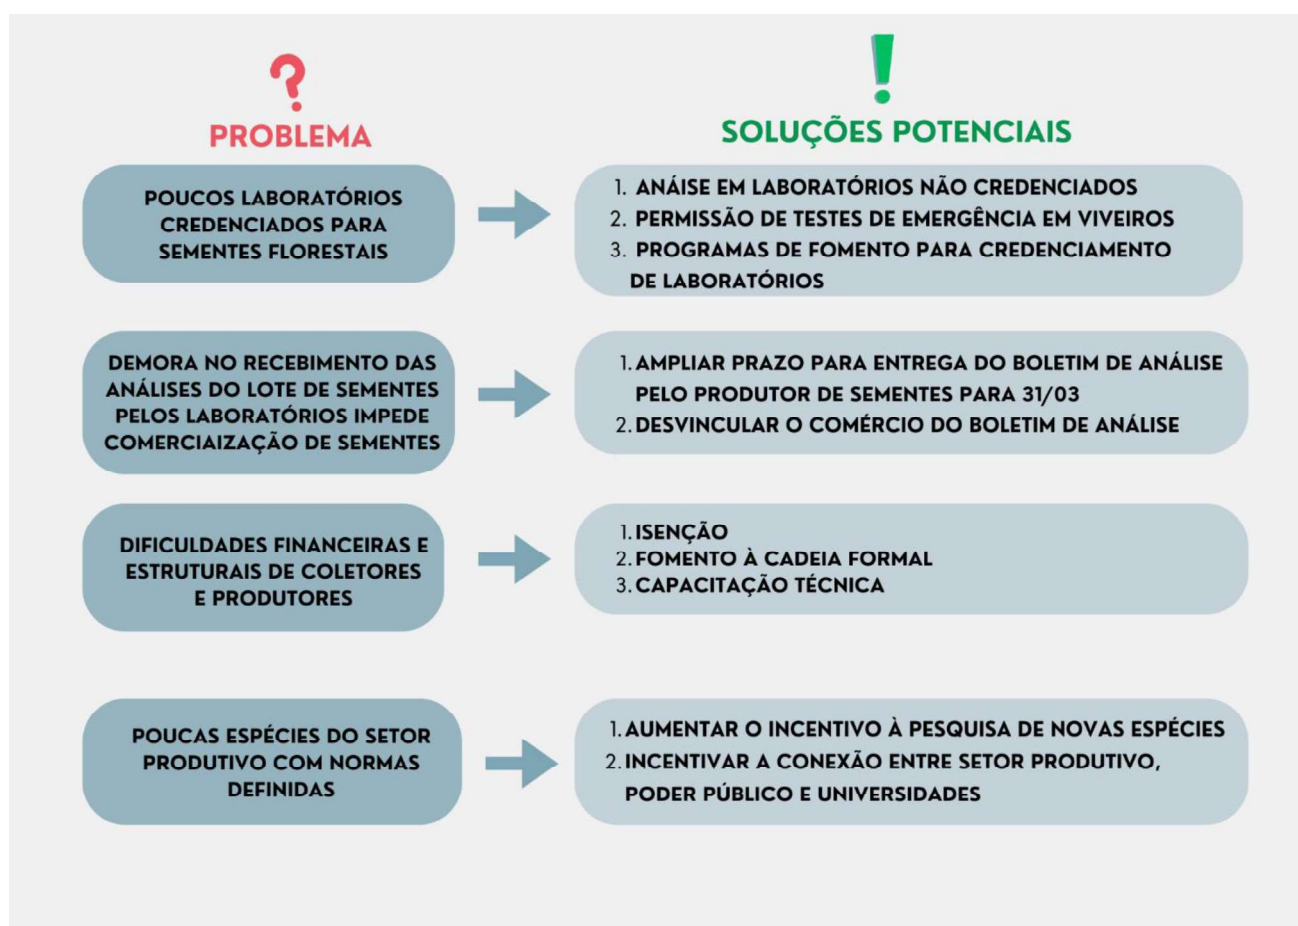 ?
PROBLEMA
!
SOLUÇÕES POTENCIAIS
POUCOS LABORATÓRIOS
CREDENCIADOS PARA
SEMENTES FLORESTAIS
1. ANÁISE EM LABORATÓRIOS NÃO CREDENCIADOS
2. PERMISSÃO DE TESTES DE EMERGÊNCIA EM VIVEIROS
3. PROGRAMAS DE FOMENTO PARA CREDENCIAMENTO
DE LABORATÓRIOS
DEMORA NO RECEBIMENTO DAS
ANÁLISES DO LOTE DE SEMENTES
PELOS LABORATÓRIOS IMPEDE
COMERCIAIZAÇÃO DE SEMENTES
1. AMPLIAR PRAZO PARA ENTREGA DO BOLETIM DE ANÁLISE
PELO PRODUTOR DE SEMENTES PARA 31/03
2. DESVINCULAR O COMÉRCIO DO BOLETIM DE ANÁLISE
DIFICULDADES FINANCEIRAS E
ESTRUTURAIS DE COLETORES
E PRODUTORES
1. ISENÇÃO
2. FOMENTO À CADEIA FORMAL
3. CAPACITAÇÃO TÉCNICA
POUCAS ESPÉCIES DO SETOR
PRODUTIVO COM NORMAS
DEFINIDAS
1. AUMENTAR O INCENTIVO À PESQUISA DE NOVAS ESPÉCIES
2. INCENTIVAR A CONEXÃO ENTRE SETOR PRODUTIVO,
PODER PÚBLICO E UNIVERSIDADES